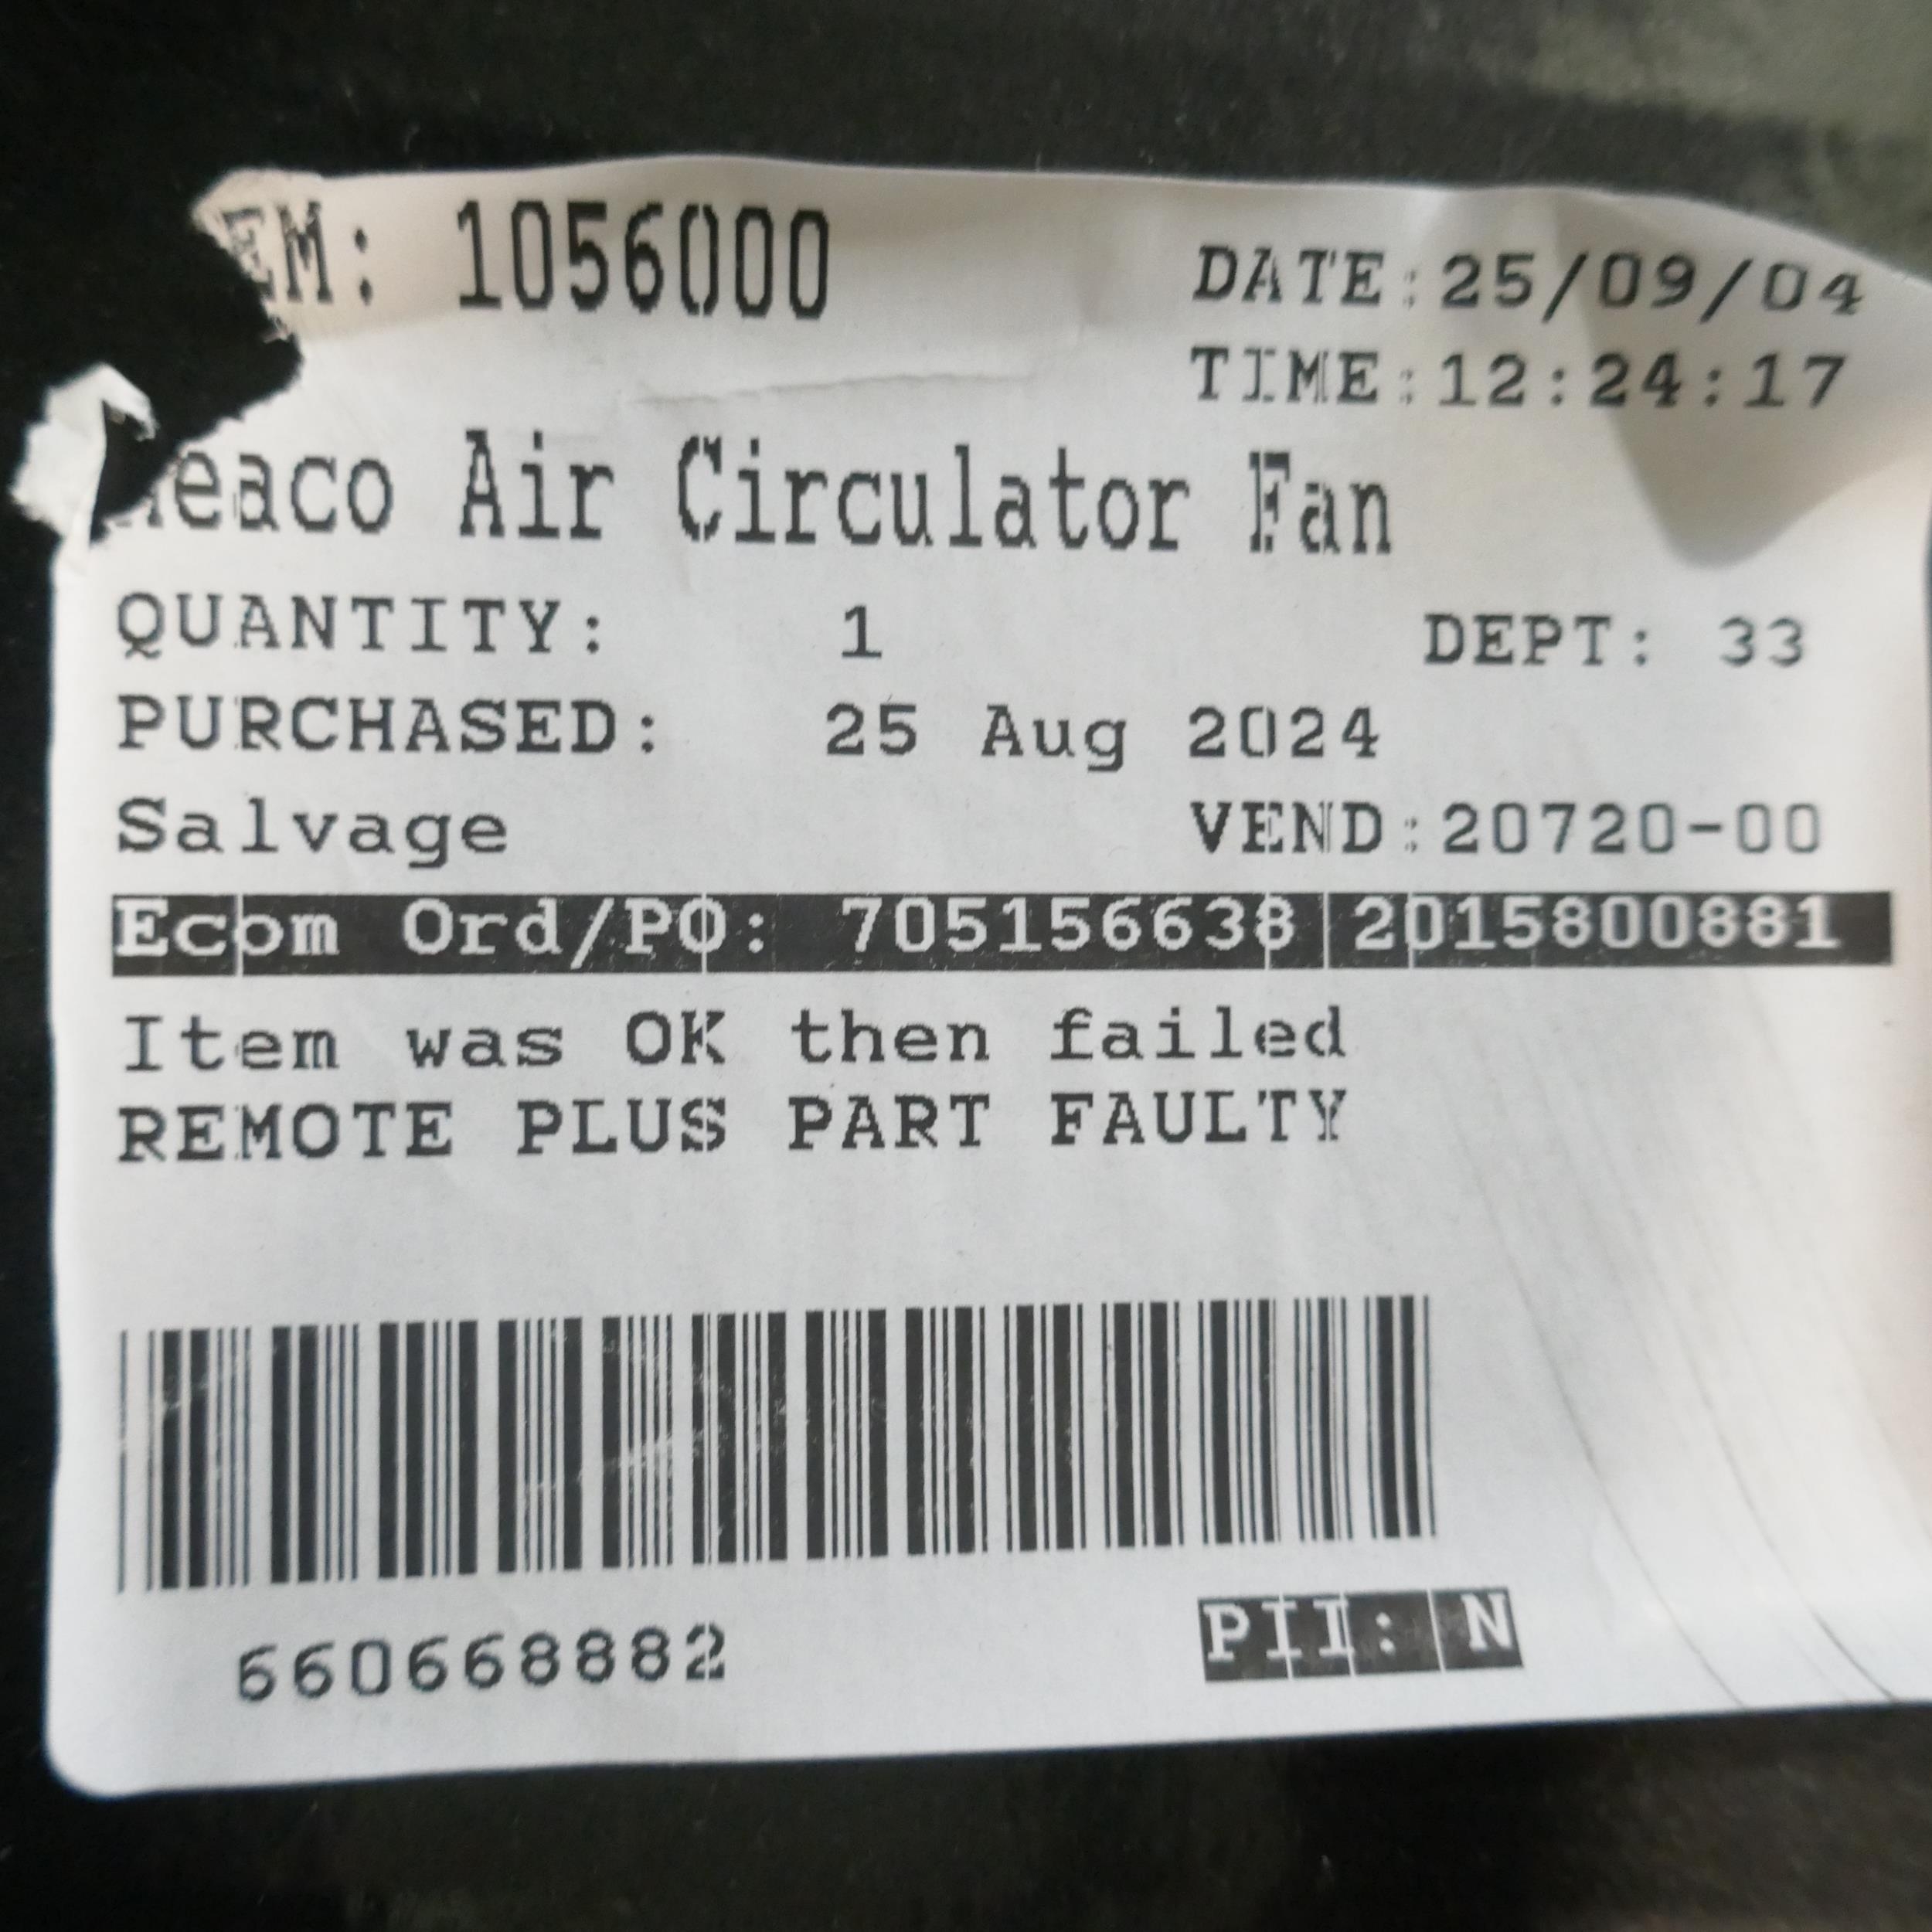 EM: 1056000
DATE:25/09/04
TIME:12:24:17
eaco Air Circulator Fan
QUANTITY: 1 DEPT: 33
PURCHASED: 25 Aug 2024
Salvage VEND:20720-00
Ecom Ord/PO: 705156638 2015800881
Item was OK then failed
REMOTE PLUS PART FAULTY
660668882
PII: N